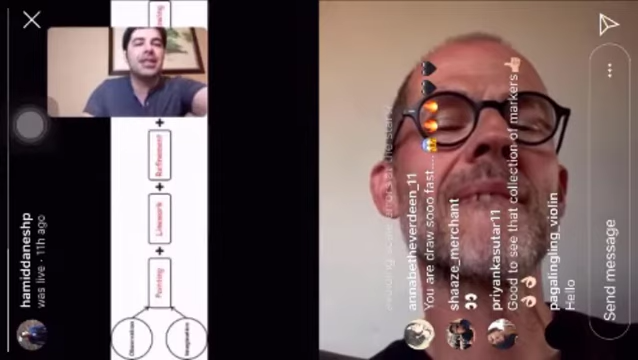 hamiddaneshp
was live · 11h ago
Observation
Imagination
Painting
+
Linework
+
Refinement
+
annabetheverdeen_11
You are draw sooo fast.... 😱🔥🔥🖤🖤
shaaze_merchant
👀
priyankasutar11
Good to see that collection of markers👇🏻
👌🏻👌🏻
pagalingling_violin
Hello
Send message